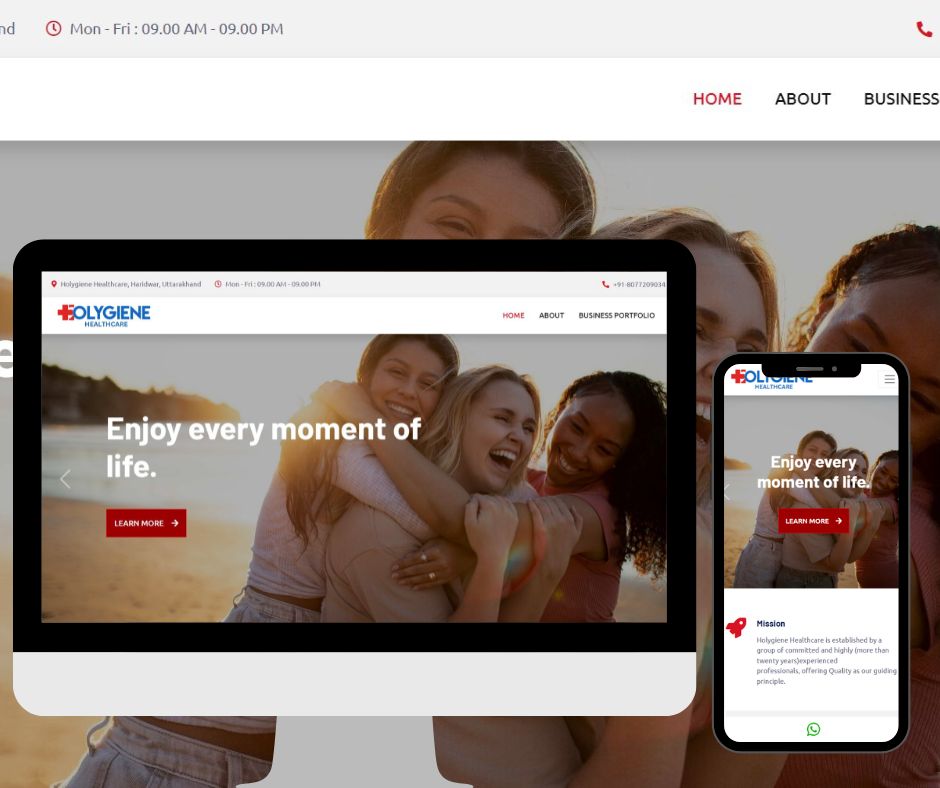 nd
Mon - Fri : 09.00 AM - 09.00 PM
HOME
ABOUT
BUSINESS
e
Holygiene Healthcare, Haridwar, Uttarakhand
Mon - Fri : 09.00 AM - 09.00 PM
+91-8077209034
OLYGIENE
HEALTHCARE
HOME
ABOUT
BUSINESS PORTFOLIO
Enjoy every moment of
life.
LEARN MORE
OLYGIENE
HEALTHCARE
Enjoy every
moment of life.
LEARN MORE
Mission
Holygiene Healthcare is established by a
group of committed and highly (more than
twenty years)experienced
professionals, offering Quality as our guiding
principle.